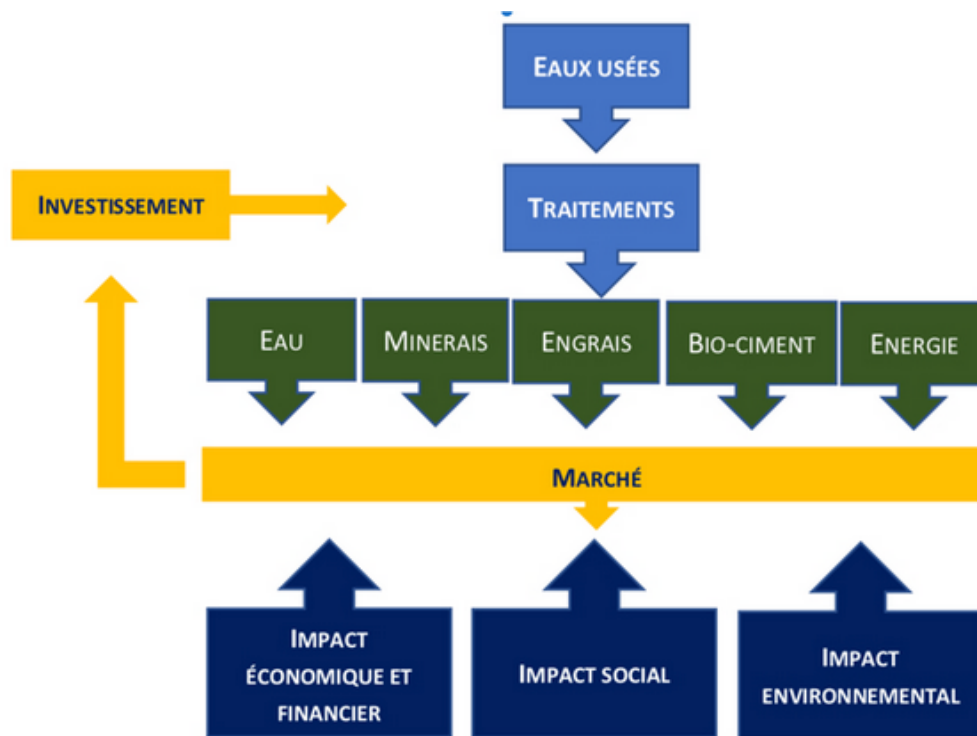 EAUX USÉES
INVESTISSEMENT
TRAITEMENTS
EAU
MINERAIS
ENGRAIS
BIO-CIMENT
ENERGIE
MARCHÉ
IMPACT
ÉCONOMIQUE ET
FINANCIER
IMPACT SOCIAL
IMPACT
ENVIRONNEMENTAL